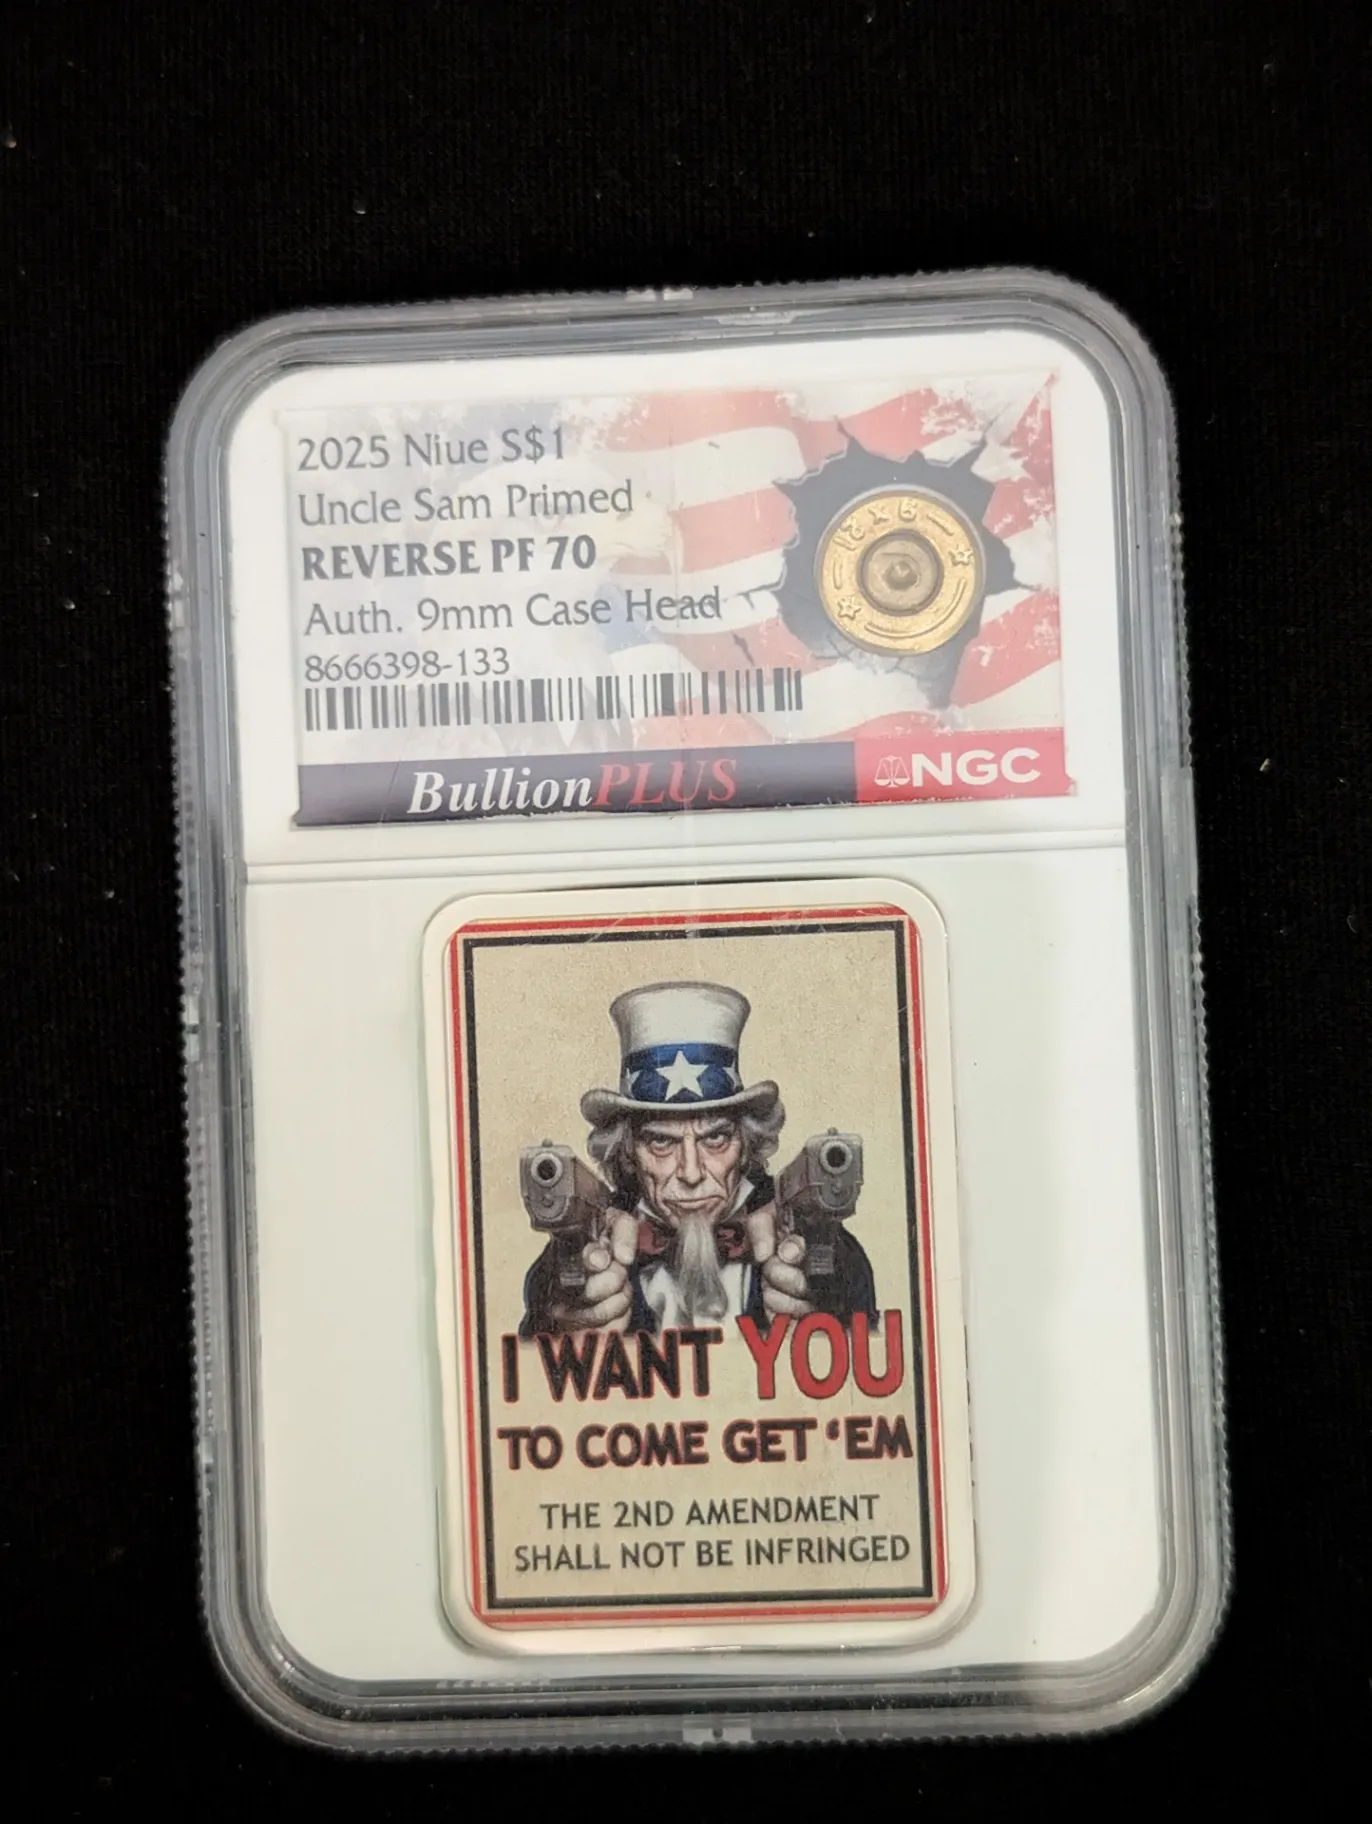 2025 Niue S$1
Uncle Sam Primed
REVERSE PF 70
Auth. 9mm Case Head
8666398-133
BullionPLUS
NGC
I WANT YOU
TO COME GET 'EM
THE 2ND AMENDMENT
SHALL NOT BE INFRINGED